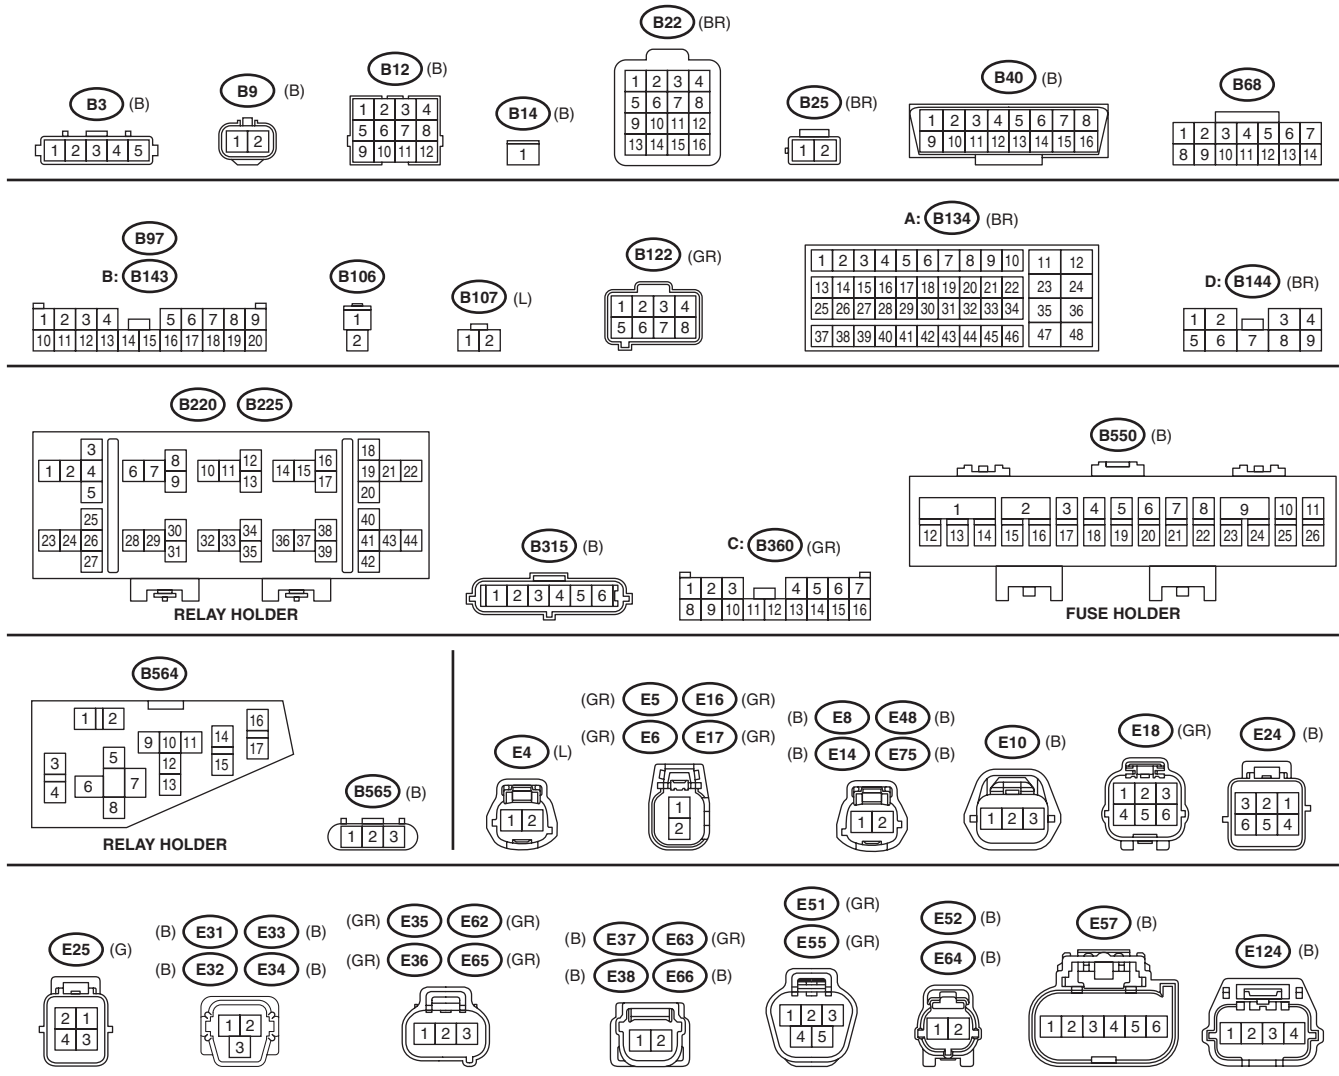 B22 (BR)
B12 (B)
B40 (B)
B3 (B)
B9 (B)
B14 (B)
B25 (BR)
B68
1 2 3 4 5
1 2
1 2 3 4
5 6 7 8
9 10 11 12
1
1 2 3 4
5 6 7 8
9 10 11 12
13 14 15 16
1 2
1 2 3 4 5 6 7 8
9 10 11 12 13 14 15 16
1 2 3 4 5 6 7
8 9 10 11 12 13 14
B97
B: B143
B106
B107 (L)
B122 (GR)
A: B134 (BR)
D: B144 (BR)
1 2 3 4 5 6 7 8 9
10 11 12 13 14 15 16 17 18 19 20
1
2
1 2
1 2 3 4
5 6 7 8
1 2 3 4 5 6 7 8 9 10 11 12
13 14 15 16 17 18 19 20 21 22 23 24
25 26 27 28 29 30 31 32 33 34 35 36
37 38 39 40 41 42 43 44 45 46 47 48
1 2 3 4
5 6 7 8 9
B220 B225
3 8 12 16 18
1 2 4 6 7 10 11 14 15 19 21 22
5 9 13 17 20
25 30 34 38 40
23 24 26 28 29 32 33 36 37 41 43 44
27 31 35 39 42
RELAY HOLDER
B315 (B)
1 2 3 4 5 6
C: B360 (GR)
1 2 3 4 5 6 7
8 9 10 11 12 13 14 15 16
B550 (B)
1 2 3 4 5 6 7 8 9 10 11
12 13 14 15 16 17 18 19 20 21 22 23 24 25 26
FUSE HOLDER
B564
1 2
16
17
9 10 11
12
13
14
15
3
4
5
6 7
8
RELAY HOLDER
B565 (B)
1 2 3
E4 (L)
1 2
(GR) E5 E16 (GR)
(GR) E6 E17 (GR)
1
2
(B) E8 E48 (B)
(B) E14 E75 (B)
1 2
E10 (B)
1 2 3
E18 (GR)
1 2 3
4 5 6
E24 (B)
3 2 1
6 5 4
E25 (G)
2 1
4 3
(B) E31 E33 (B)
(B) E32 E34 (B)
1 2
3
(GR) E35 E62 (GR)
(GR) E36 E65 (GR)
1 2 3
(B) E37 E63 (GR)
(B) E38 E66 (B)
1 2
E51 (GR)
E55 (GR)
1 2 3
4 5
E52 (B)
E64 (B)
1 2
E57 (B)
1 2 3 4 5 6
E124 (B)
1 2 3 4